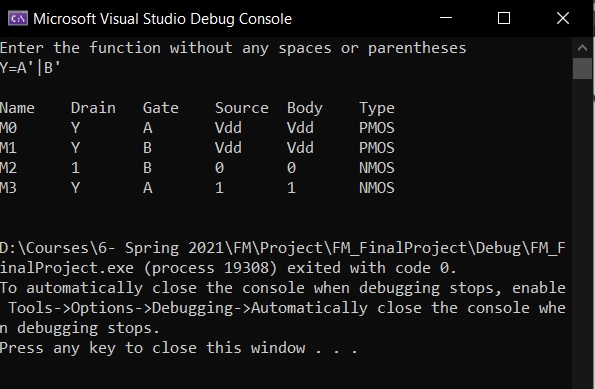 Microsoft Visual Studio Debug Console
Enter the function without any spaces or parentheses
Y=A'|B'
Name Drain Gate Source Body Type
M0 Y A Vdd Vdd PMOS
M1 Y B Vdd Vdd PMOS
M2 1 B 0 0 NMOS
M3 Y A 1 1 NMOS
D:\Courses\6- Spring 2021\FM\Project\FM_FinalProject\Debug\FM_F
inalProject.exe (process 19308) exited with code 0.
To automatically close the console when debugging stops, enable
Tools->Options->Debugging->Automatically close the console whe
n debugging stops.
Press any key to close this window . . .